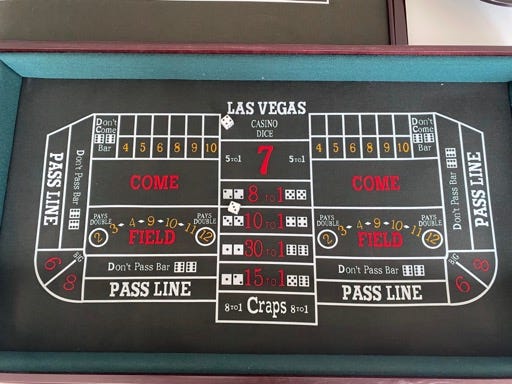 LAS VEGAS
CASINO
DICE
Don't
Come
Bar
4 5 6 8 9 10
5 TO 1 7 5 TO 1
COME
8 TO 1
10 TO 1
30 TO 1
15 TO 1
8 TO 1 Craps 8 TO 1
PAYS
DOUBLE
PAYS
DOUBLE
2 3 4 9 10 11 12
FIELD
Don't Pass Bar
PASS LINE
PASS LINE
Don't Pass Bar
BIG
6 8
Don't
Come
Bar
4 5 6 8 9 10
COME
PAYS
DOUBLE
PAYS
DOUBLE
2 3 4 9 10 11 12
FIELD
Don't Pass Bar
PASS LINE
Don't Pass Bar
PASS LINE
BIG
6 8